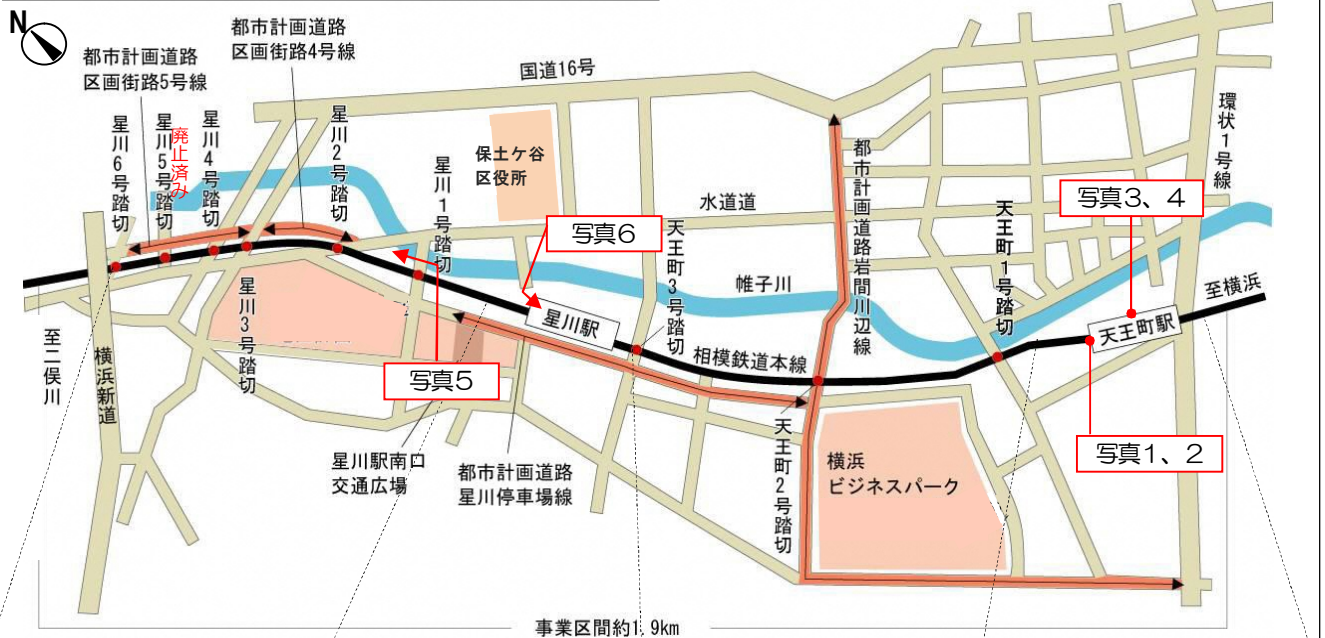 N
都市計画道路
区画街路4号線
都市計画道路
区画街路5号線
国道16号
環状1号線
星川6号踏切
星川5号踏切
廃止済み
星川4号踏切
星川2号踏切
星川1号踏切
保土ケ谷
区役所
水道道
都市計画道路岩間川辺線
写真3、4
写真6
天王町3号踏切
天王町1号踏切
帷子川
至横浜
星川駅
天王町駅
相模鉄道本線
星川3号踏切
至二俣川
横浜新道
写真5
写真1、2
星川駅南口
交通広場
都市計画道路
星川停車場線
天王町2号踏切
横浜
ビジネスパーク
事業区間約1.9km